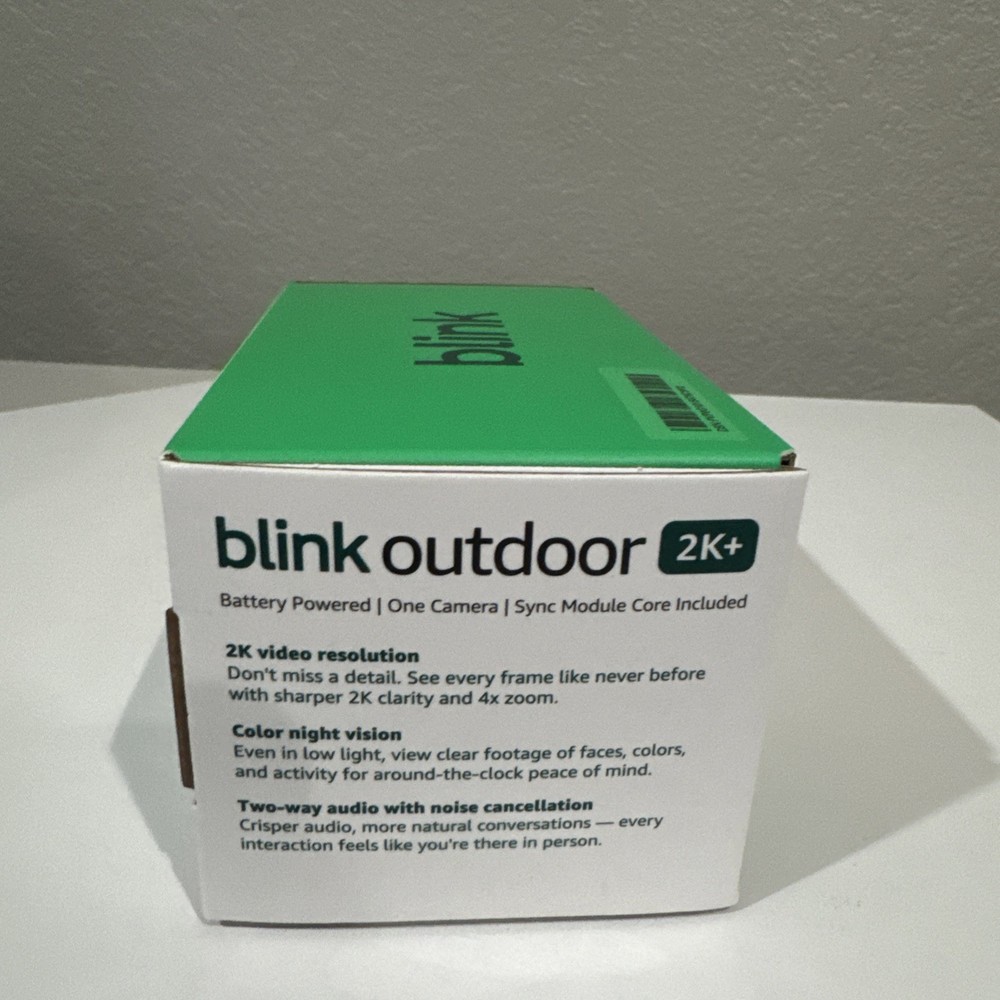 blink
blink outdoor 2K+
Battery Powered | One Camera | Sync Module Core Included
2K video resolution
Don't miss a detail. See every frame like never before
with sharper 2K clarity and 4x zoom.
Color night vision
Even in low light, view clear footage of faces, colors,
and activity for around-the-clock peace of mind.
Two-way audio with noise cancellation
Crisper audio, more natural conversations — every
interaction feels like you're there in person.